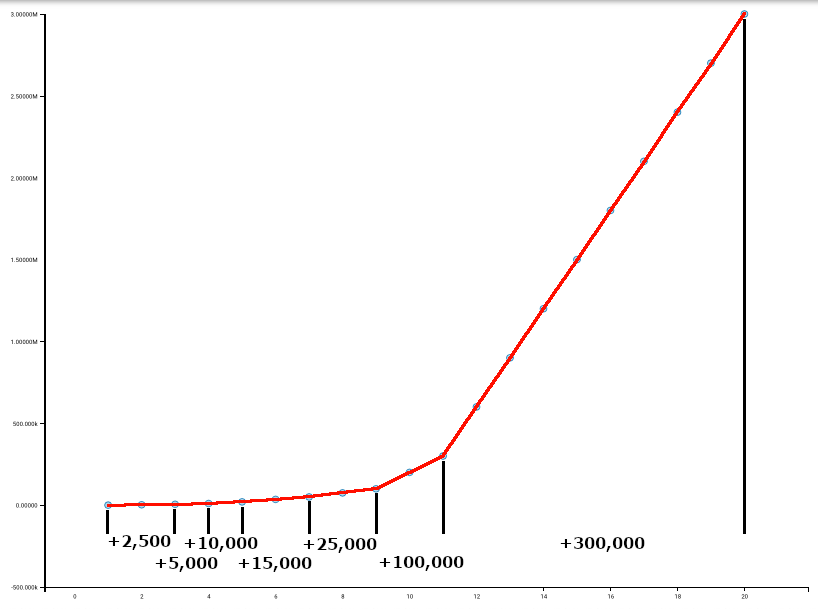 3.00000M
2.50000M
2.00000M
1.50000M
1.00000M
500.000k
0.00000
+2,500 +10,000 +25,000 +300,000
+5,000 +15,000 +100,000
-500.000k
0 2 4 6 8 10 12 14 16 18 20